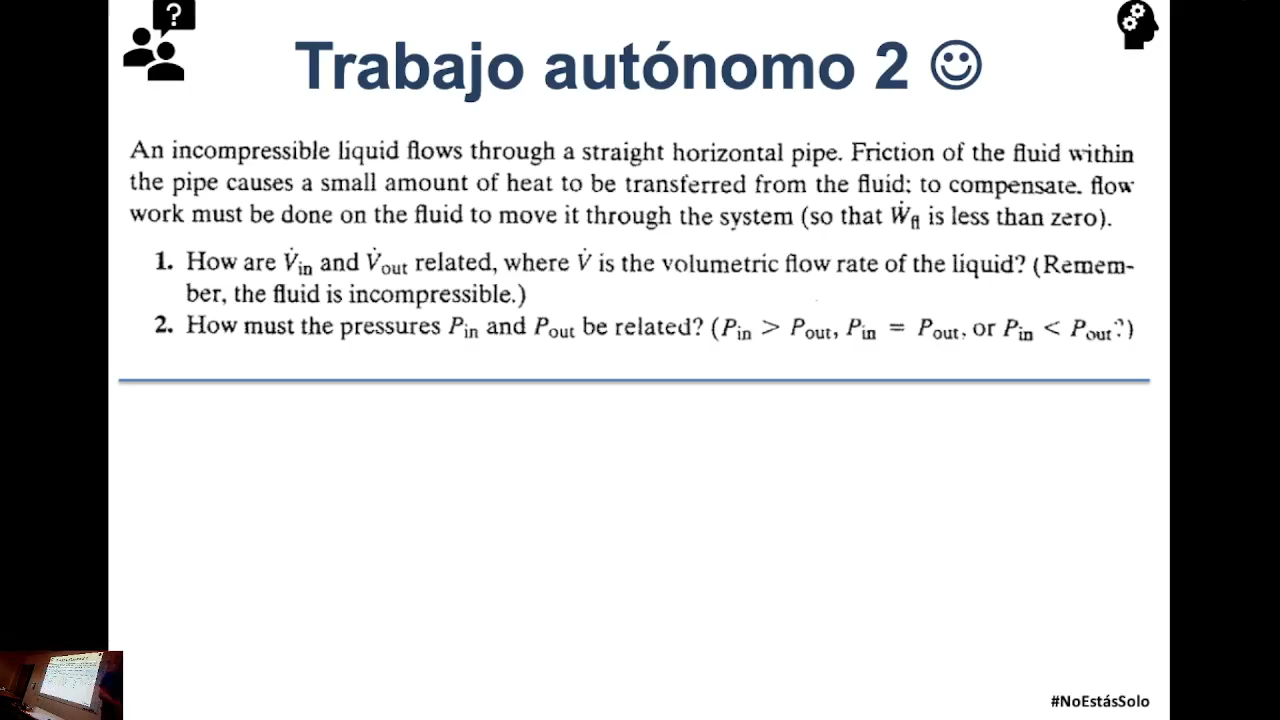 ?
Trabajo autónomo 2 ☺
An incompressible liquid flows through a straight horizontal pipe. Friction of the fluid within
the pipe causes a small amount of heat to be transferred from the fluid; to compensate, flow
work must be done on the fluid to move it through the system (so that Ẇfl is less than zero).
1. How are V̇in and V̇out related, where V̇ is the volumetric flow rate of the liquid? (Remem-
ber, the fluid is incompressible.)
2. How must the pressures Pin and Pout be related? (Pin > Pout, Pin = Pout, or Pin < Pout?)
#NoEstásSolo